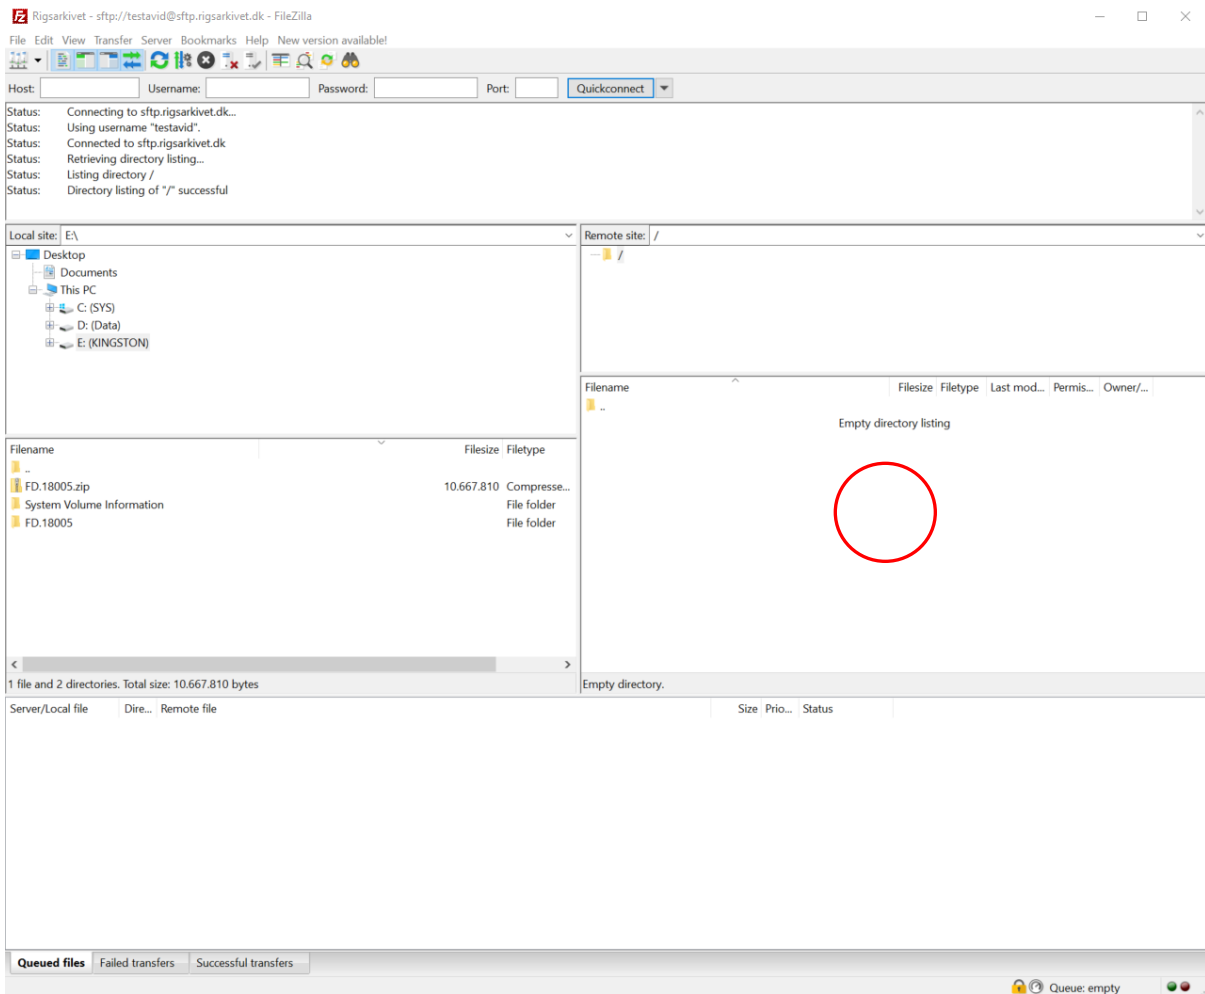 Rigsarkivet - sftp://testavid@sftp.rigsarkivet.dk - FileZilla
File Edit View Transfer Server Bookmarks Help New version available!
Host: Username: Password: Port: Quickconnect
Status: Connecting to sftp.rigsarkivet.dk...
Status: Using username "testavid".
Status: Connected to sftp.rigsarkivet.dk
Status: Retrieving directory listing...
Status: Listing directory /
Status: Directory listing of "/" successful
Local site: E:\
Desktop
Documents
This PC
C: (SYS)
D: (Data)
E: (KINGSTON)
Filename Filesize Filetype
..
FD.18005.zip 10.667.810 Compresse...
System Volume Information File folder
FD.18005 File folder
1 file and 2 directories. Total size: 10.667.810 bytes
Remote site: /
/
Filename Filesize Filetype Last mod... Permis... Owner/...
..
Empty directory listing
Empty directory.
Server/Local file Dire... Remote file Size Prio... Status
Queued files Failed transfers Successful transfers
Queue: empty